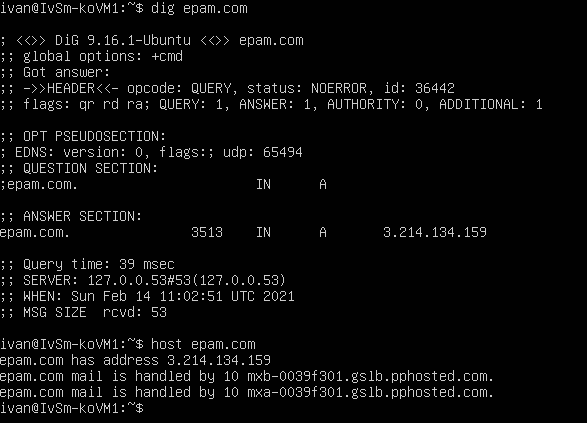 ivan@IvSm-koVM1:~$ dig epam.com
; <<>> DiG 9.16.1-Ubuntu <<>> epam.com
;; global options: +cmd
;; Got answer:
;; ->>HEADER<<- opcode: QUERY, status: NOERROR, id: 36442
;; flags: qr rd ra; QUERY: 1, ANSWER: 1, AUTHORITY: 0, ADDITIONAL: 1
;; OPT PSEUDOSECTION:
; EDNS: version: 0, flags:; udp: 65494
;; QUESTION SECTION:
;epam.com. IN A
;; ANSWER SECTION:
epam.com. 3513 IN A 3.214.134.159
;; Query time: 39 msec
;; SERVER: 127.0.0.53#53(127.0.0.53)
;; WHEN: Sun Feb 14 11:02:51 UTC 2021
;; MSG SIZE rcvd: 53
ivan@IvSm-koVM1:~$ host epam.com
epam.com has address 3.214.134.159
epam.com mail is handled by 10 mxb-0039f301.gslb.pphosted.com.
epam.com mail is handled by 10 mxa-0039f301.gslb.pphosted.com.
ivan@IvSm-koVM1:~$